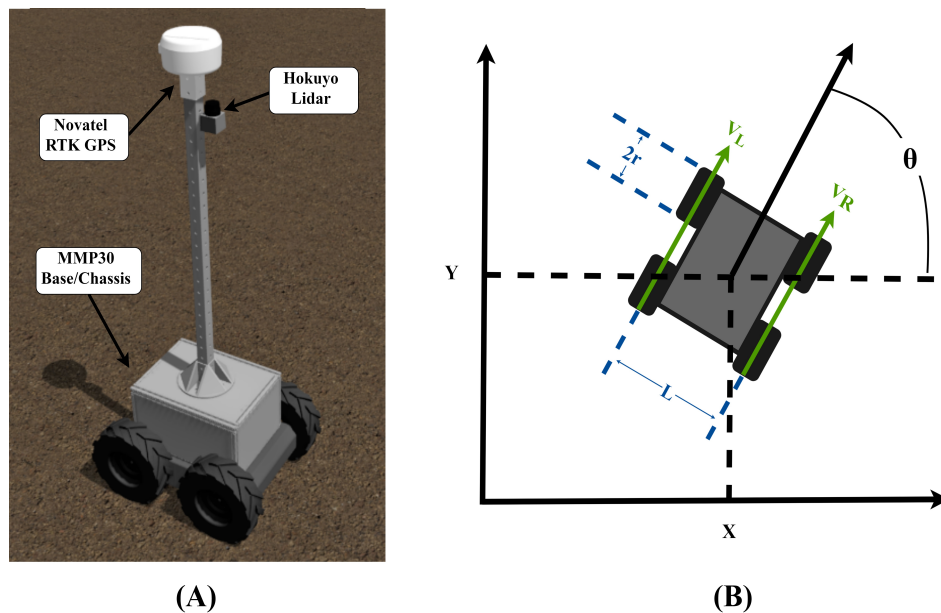 Novatel
RTK GPS
Hokuyo
Lidar
MMP30
Base/Chassis
(A)
Y
X
2r
V_L
V_R
θ
L
(B)